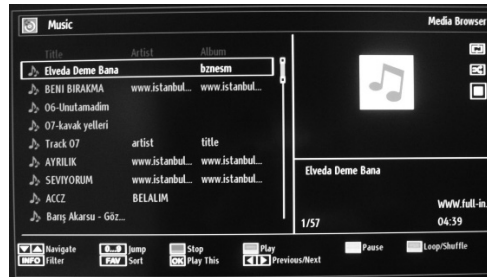 Music
Media Browser
Title Artist Album
Elveda Deme Bana bznesm
BENI BIRAKMA www.istanbul... www.istanbul...
06-Unutamadim
07-kavak yelleri
Track 07 artist title
AYRILIK www.istanbul... www.istanbul...
SEVIYORUM www.istanbul... www.istanbul...
ACCZ BELALIM
Barış Akarsu - Göz...
Elveda Deme Bana
WWW.full-in.
1/57 04:39
Navigate 0...9 Jump Stop Play Pause Loop/Shuffle
INFO Filter FAV Sort OK Play This Previous/Next